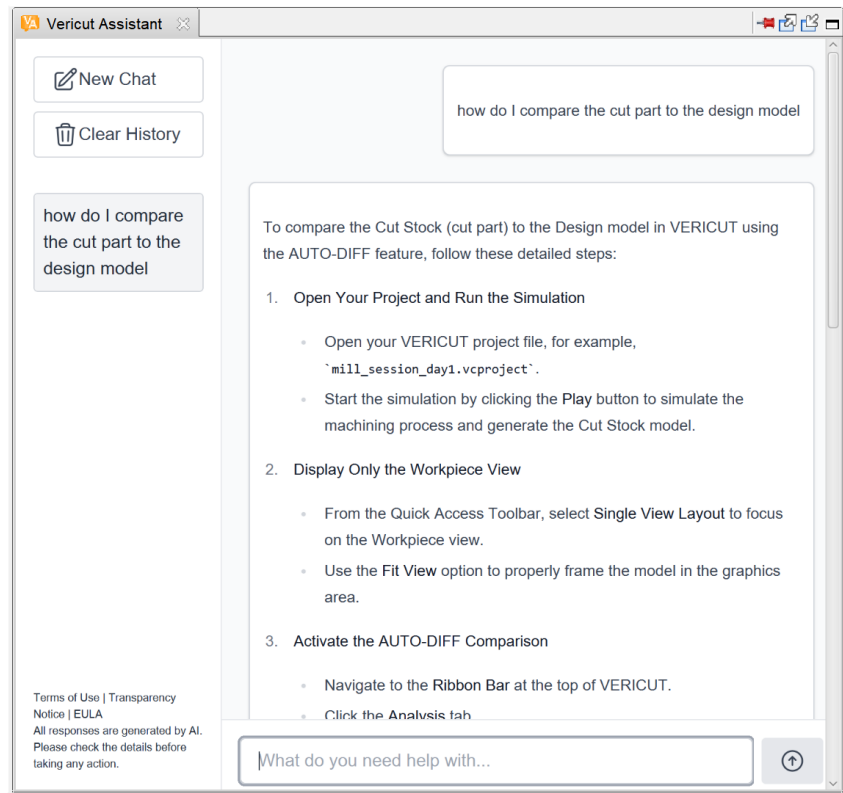 VA Vericut Assistant
New Chat
Clear History
how do I compare
the cut part to the
design model
Terms of Use | Transparency
Notice | EULA
All responses are generated by AI.
Please check the details before
taking any action.
how do I compare the cut part to the design model
To compare the Cut Stock (cut part) to the Design model in VERICUT using
the AUTO-DIFF feature, follow these detailed steps:
1. Open Your Project and Run the Simulation
• Open your VERICUT project file, for example,
`mill_session_day1.vcproject`.
• Start the simulation by clicking the Play button to simulate the
machining process and generate the Cut Stock model.
2. Display Only the Workpiece View
• From the Quick Access Toolbar, select Single View Layout to focus
on the Workpiece view.
• Use the Fit View option to properly frame the model in the graphics
area.
3. Activate the AUTO-DIFF Comparison
• Navigate to the Ribbon Bar at the top of VERICUT.
• Click the Analysis tab
What do you need help with...